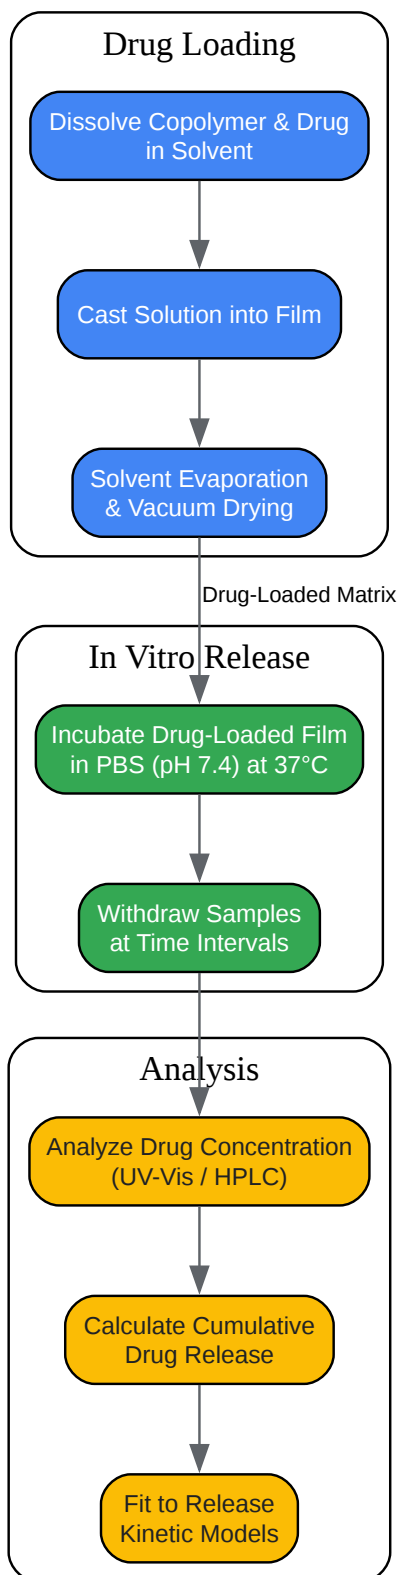 Drug Loading
Dissolve Copolymer & Drug
in Solvent
Cast Solution into Film
Solvent Evaporation
& Vacuum Drying
Drug-Loaded Matrix
In Vitro Release
Incubate Drug-Loaded Film
in PBS (pH 7.4) at 37°C
Withdraw Samples
at Time Intervals
Analysis
Analyze Drug Concentration
(UV-Vis / HPLC)
Calculate Cumulative
Drug Release
Fit to Release
Kinetic Models